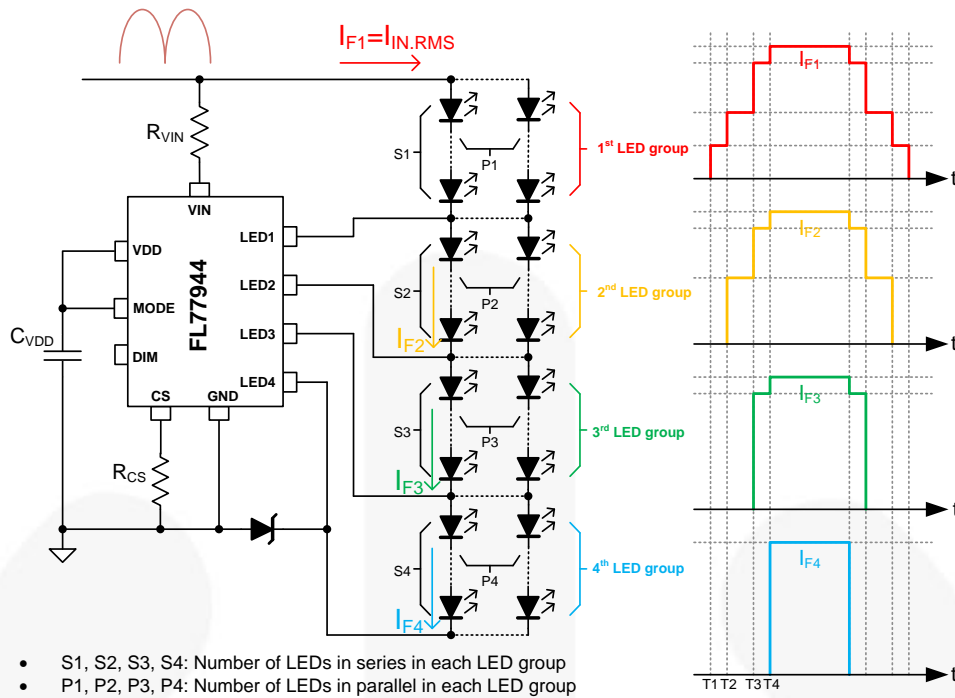 I_F1=I_IN.RMS
R_VIN
VIN
VDD
MODE
DIM
CS
GND
LED1
LED2
LED3
LED4
FL77944
C_VDD
R_CS
S1
P1
1st LED group
S2
P2
I_F2
2nd LED group
S3
P3
I_F3
3rd LED group
S4
P4
I_F4
4th LED group
I_F1
t
I_F2
t
I_F3
t
I_F4
t
T1 T2 T3 T4
• S1, S2, S3, S4: Number of LEDs in series in each LED group
• P1, P2, P3, P4: Number of LEDs in parallel in each LED group